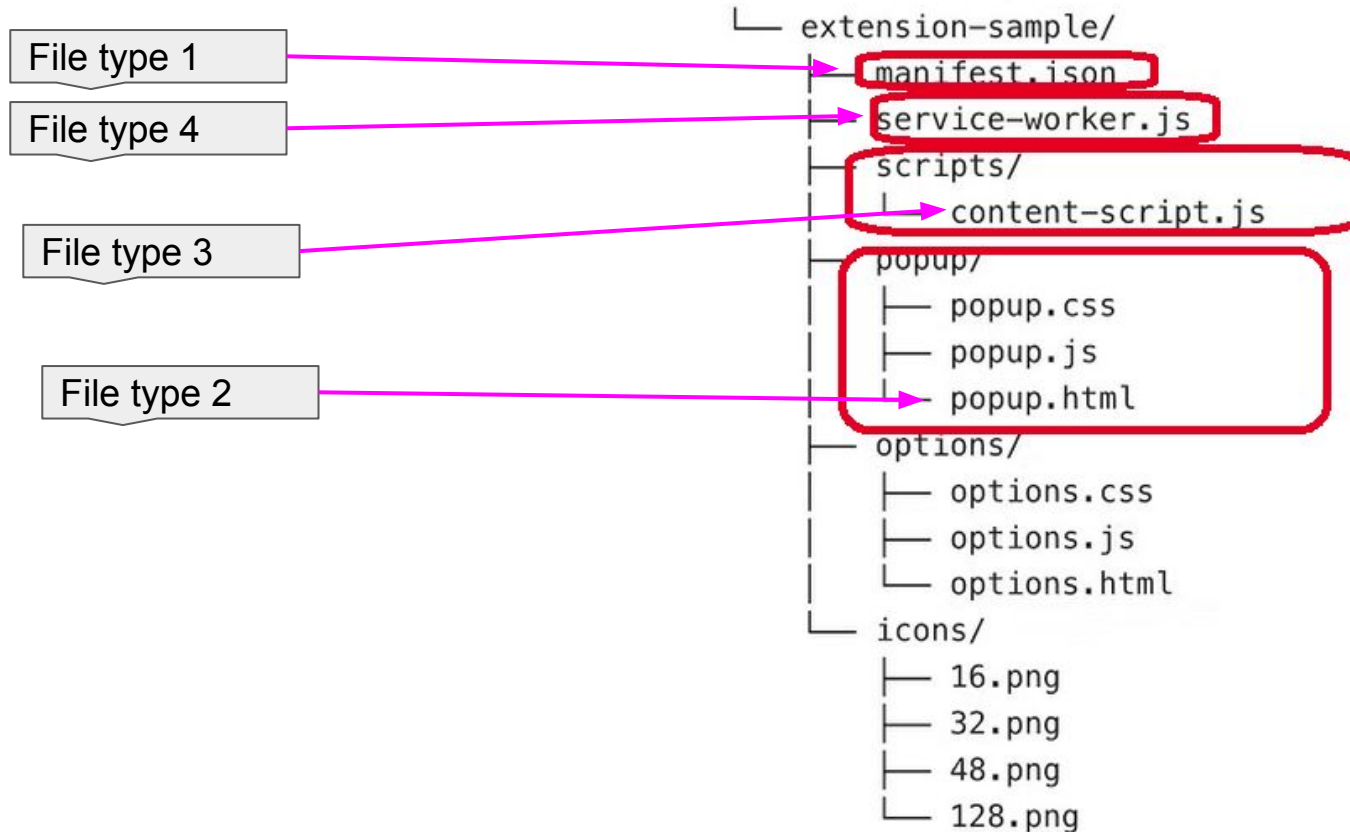 extension-sample/
File type 1
manifest.json
File type 4
service-worker.js
scripts/
content-script.js
File type 3
popup/
popup.css
popup.js
File type 2
popup.html
options/
options.css
options.js
options.html
icons/
16.png
32.png
48.png
128.png